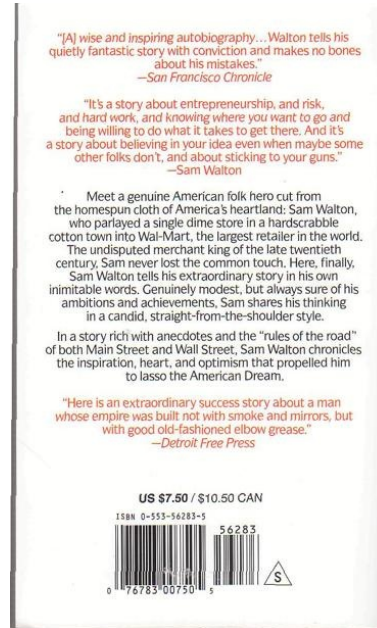 "[A] wise and inspiring autobiography...Walton tells his
quietly fantastic story with conviction and makes no bones
about his mistakes."
—San Francisco Chronicle
"It's a story about entrepreneurship, and risk,
and hard work, and knowing where you want to go and
being willing to do what it takes to get there. And it's
a story about believing in your idea even when maybe some
other folks don't, and about sticking to your guns."
—Sam Walton
Meet a genuine American folk hero cut from
the homespun cloth of America's heartland: Sam Walton,
who parlayed a single dime store in a hardscrabble
cotton town into Wal-Mart, the largest retailer in the world.
The undisputed merchant king of the late twentieth
century, Sam never lost the common touch. Here, finally,
Sam Walton tells his extraordinary story in his own
inimitable words. Genuinely modest, but always sure of his
ambitions and achievements, Sam shares his thinking
in a candid, straight-from-the-shoulder style.
In a story rich with anecdotes and the "rules of the road"
of both Main Street and Wall Street, Sam Walton chronicles
the inspiration, heart, and optimism that propelled him
to lasso the American Dream.
"Here is an extraordinary success story about a man
whose empire was built not with smoke and mirrors, but
with good old-fashioned elbow grease."
—Detroit Free Press
US $7.50 / $10.50 CAN
ISBN 0-553-56283-5
56283
S
0 76783 00750 5